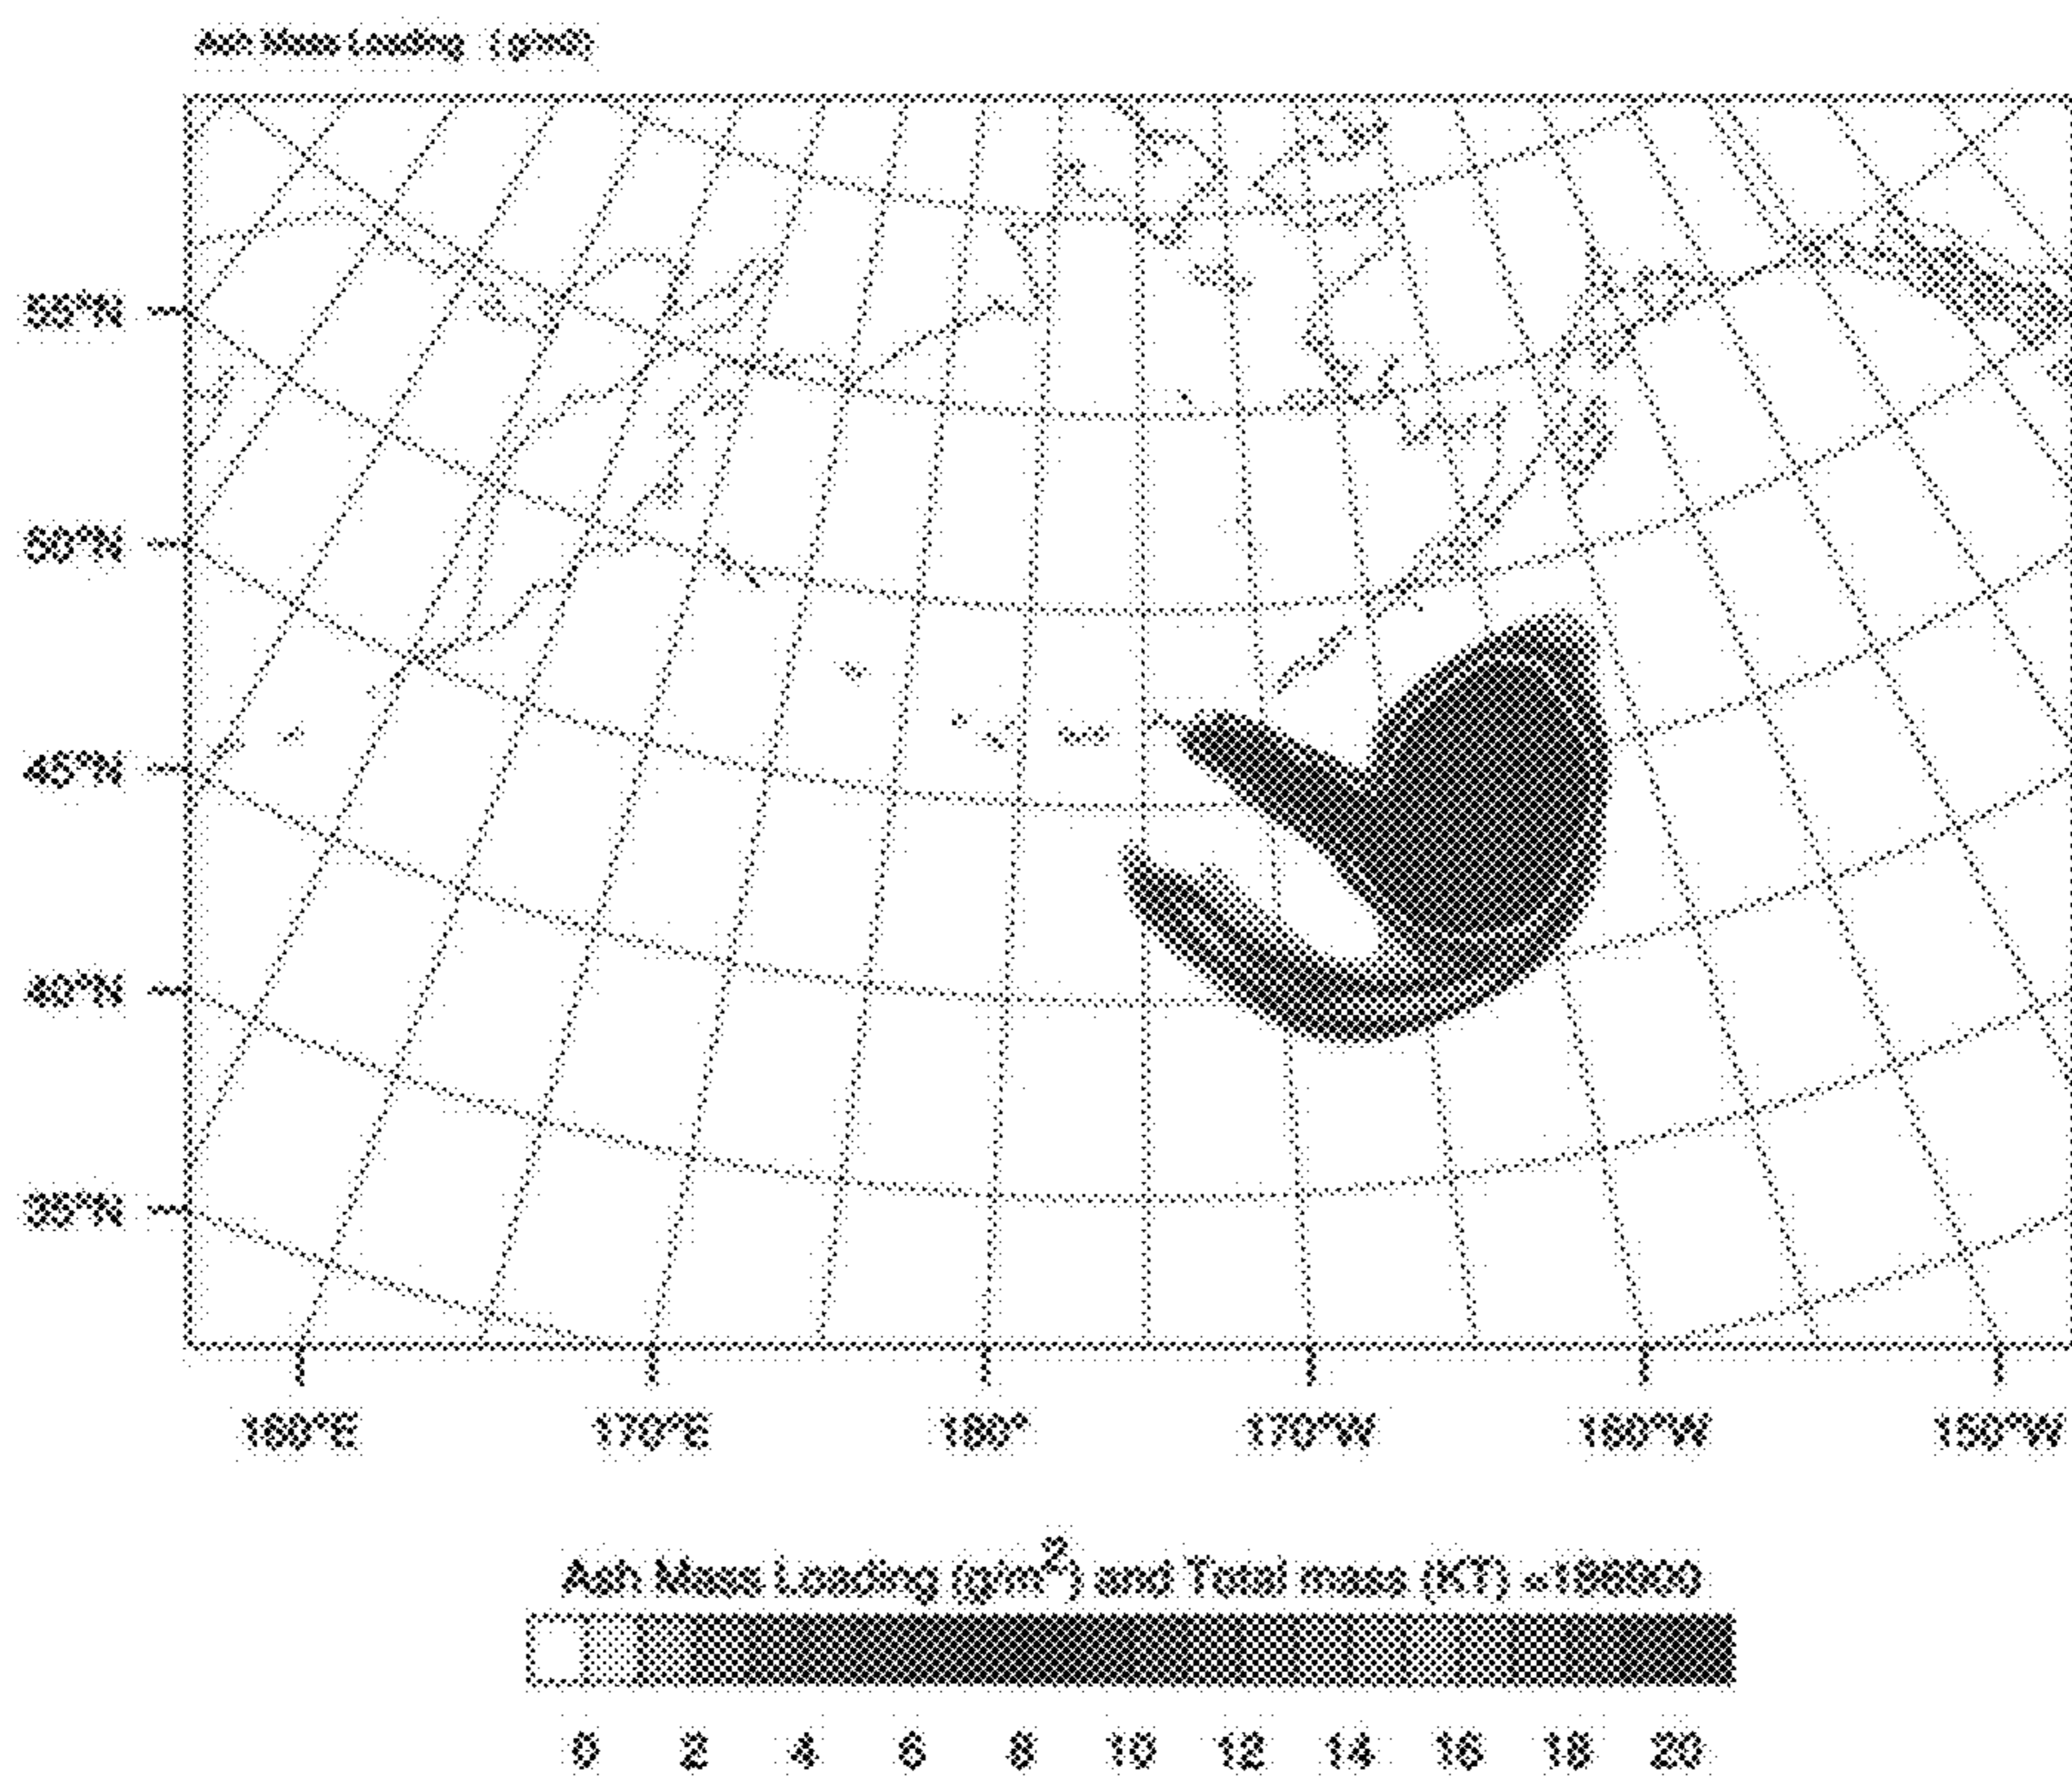 Ash Mass Loading (g/m2)
55°N
50°N
45°N
40°N
35°N
160°E 170°E 180° 170°W 160°W 150°W
Ash Mass Loading (g/m²) and Total mass (KT) =
0 2 4 6 8 10 12 14 16 18 20